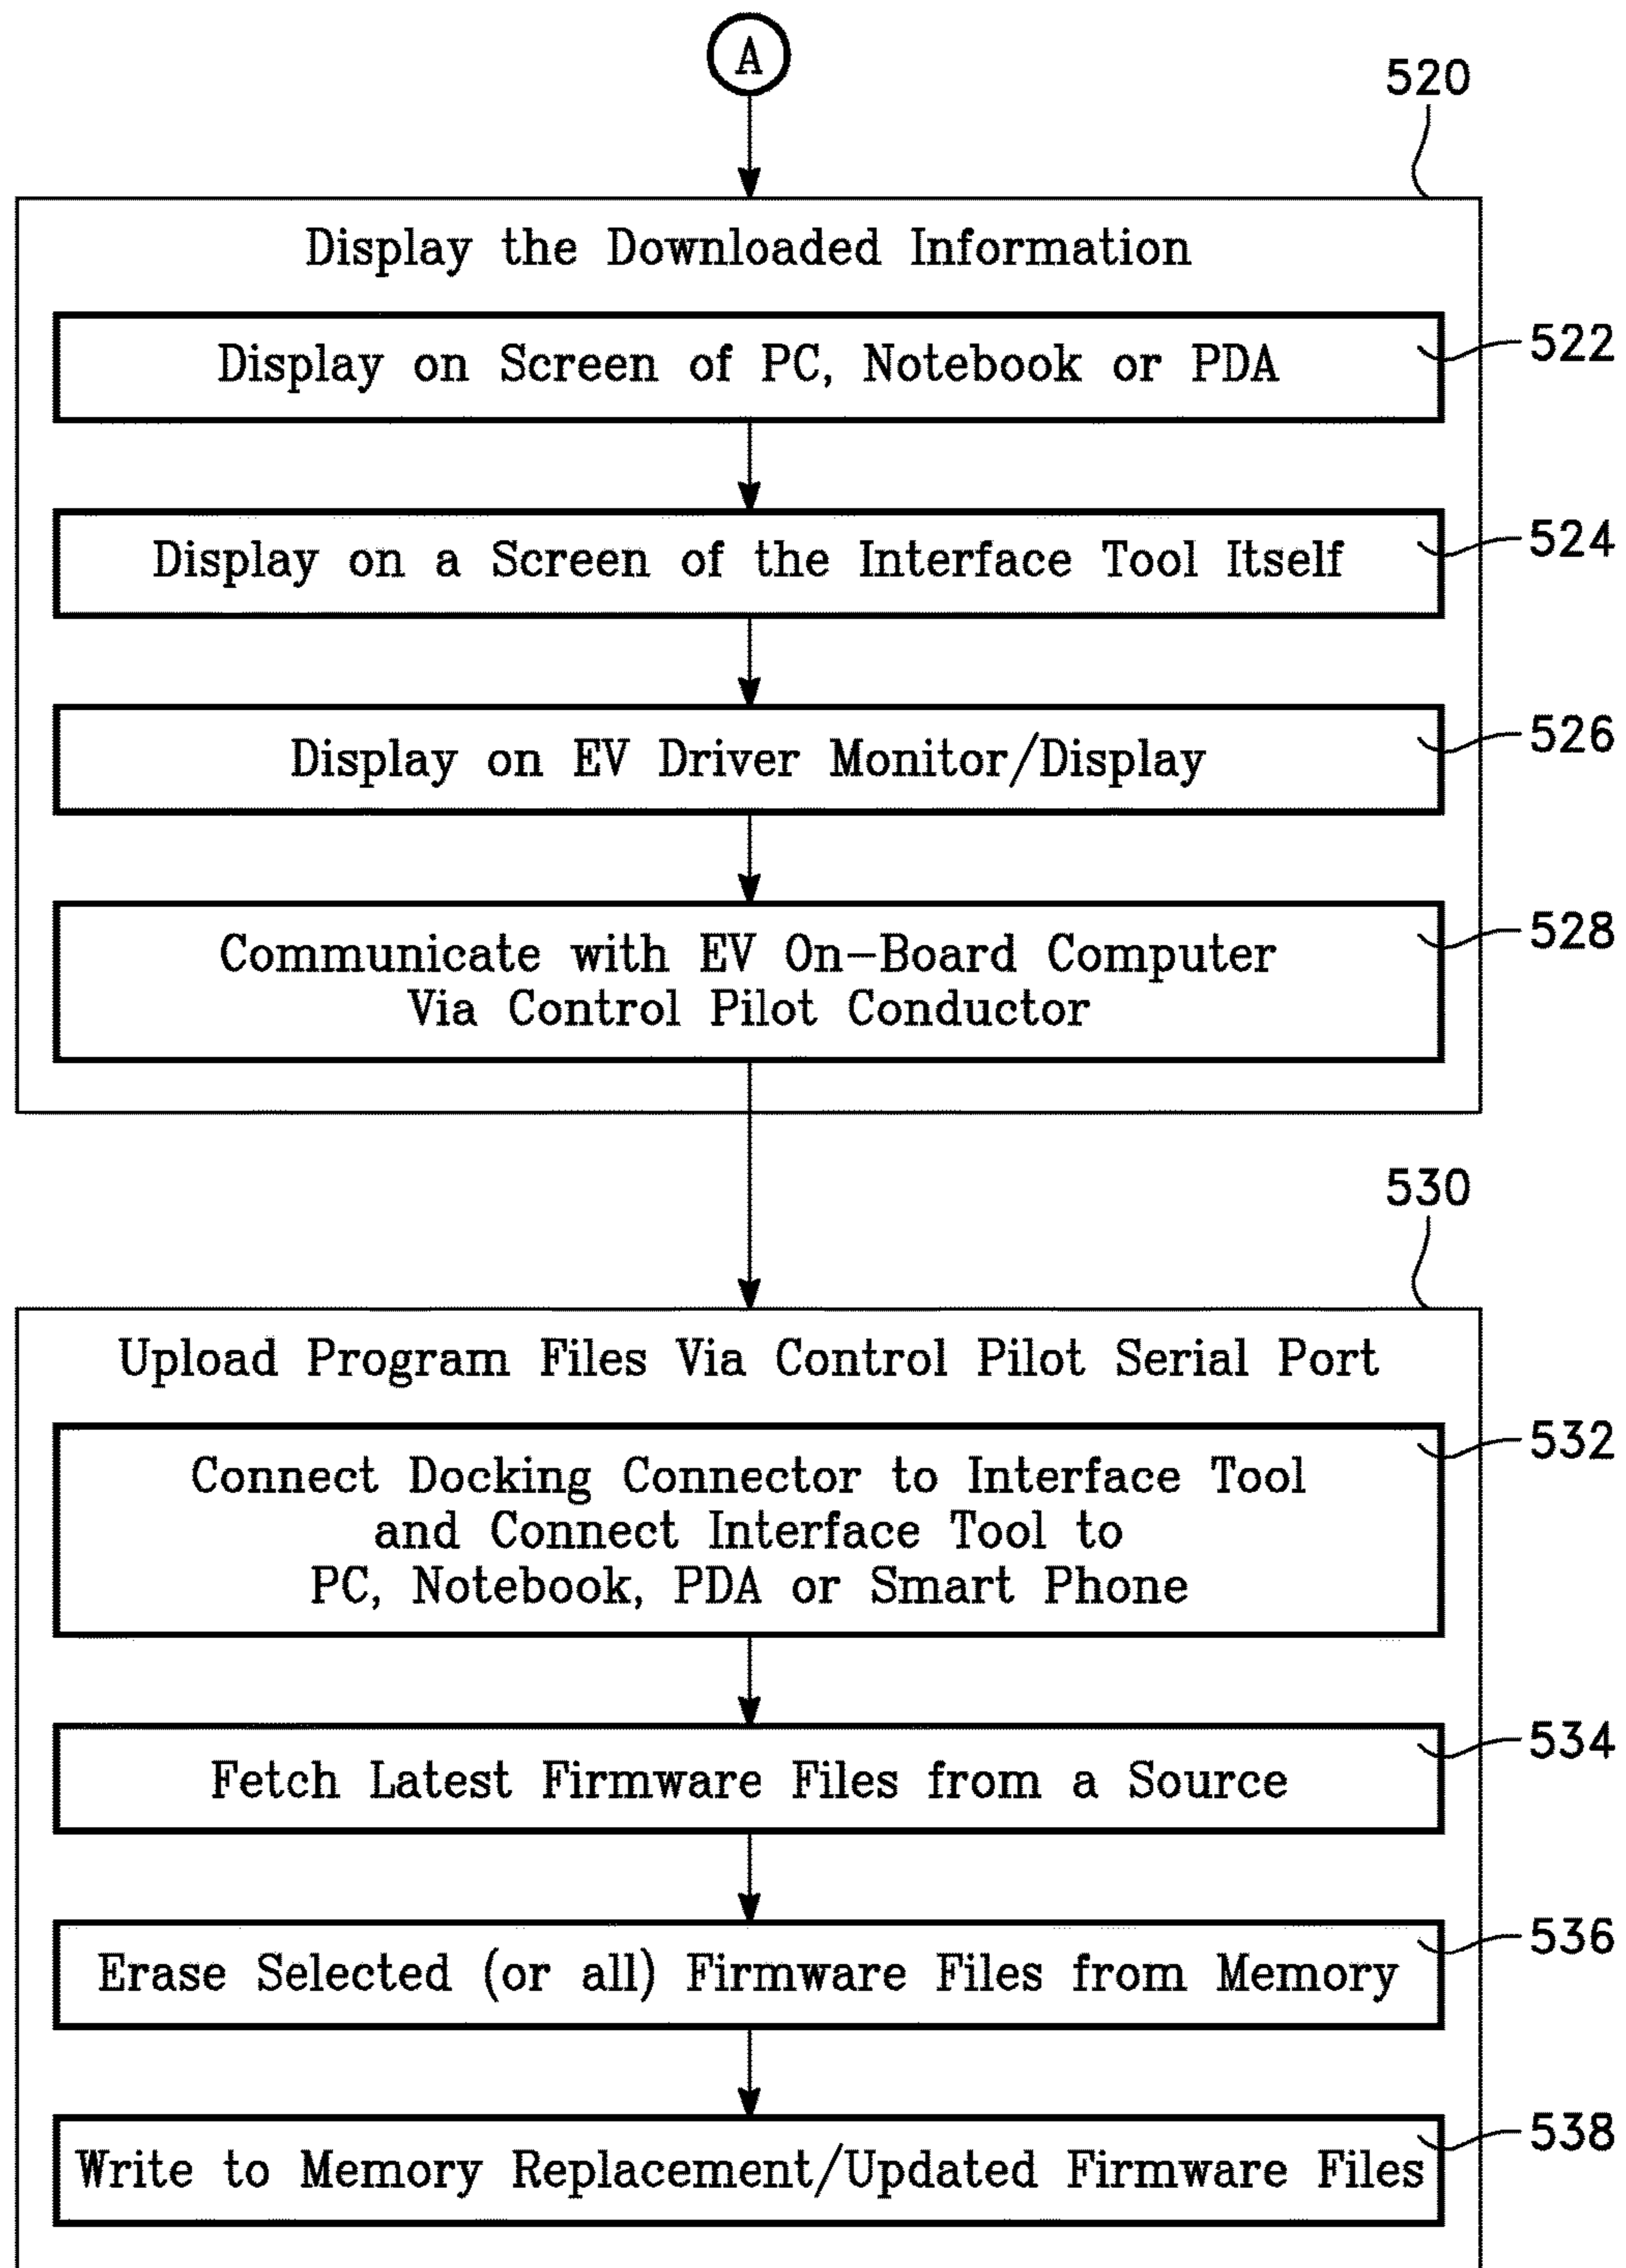 A
520
Display the Downloaded Information
Display on Screen of PC, Notebook or PDA
522
Display on a Screen of the Interface Tool Itself
524
Display on EV Driver Monitor/Display
526
Communicate with EV On-Board Computer
Via Control Pilot Conductor
528
530
Upload Program Files Via Control Pilot Serial Port
Connect Docking Connector to Interface Tool
and Connect Interface Tool to
PC, Notebook, PDA or Smart Phone
532
Fetch Latest Firmware Files from a Source
534
Erase Selected (or all) Firmware Files from Memory
536
Write to Memory Replacement/Updated Firmware Files
538